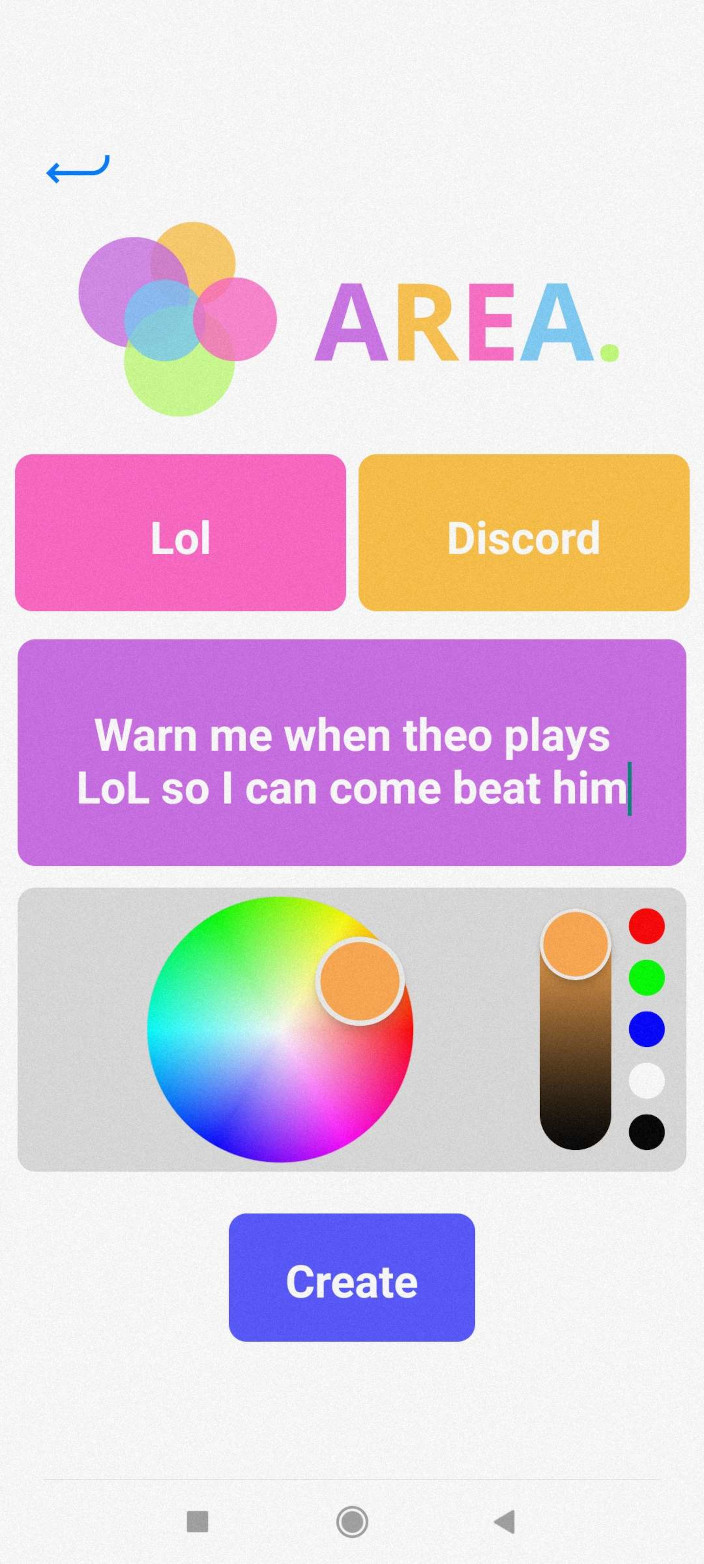 AREA.
Lol
Discord
Warn me when theo plays
LoL so I can come beat him
Create